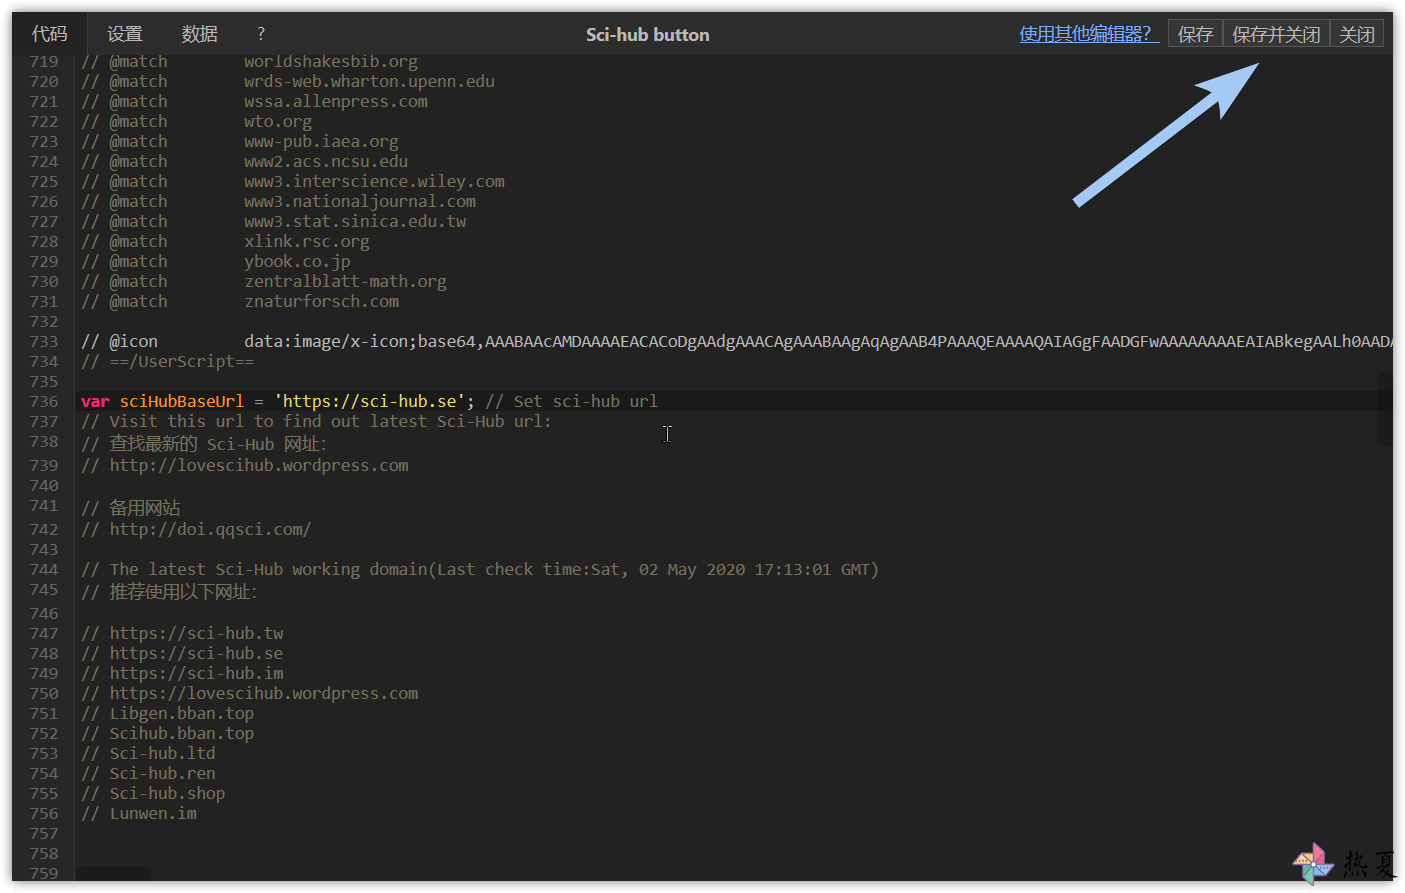 代码 设置 数据 ? Sci-hub button 使用其他编辑器? 保存 保存并关闭 关闭
719 // @match worldshakesbib.org
720 // @match wrds-web.wharton.upenn.edu
721 // @match wssa.allenpress.com
722 // @match wto.org
723 // @match www-pub.iaea.org
724 // @match www2.acs.ncsu.edu
725 // @match www3.interscience.wiley.com
726 // @match www3.nationaljournal.com
727 // @match www3.stat.sinica.edu.tw
728 // @match xlink.rsc.org
729 // @match ybook.co.jp
730 // @match zentralblatt-math.org
731 // @match znaturforsch.com
732
733 // @icon data:image/x-icon;base64,AAABAAcAMDAAAAEACACoDgAAdgAAACAgAAABAAgAqAgAAB4PAAAQEAAAAQAIAGgFAADGFwAAAAAAAAEAIABkegAALh0AADA
734 // ==/UserScript==
735
736 var sciHubBaseUrl = 'https://sci-hub.se'; // Set sci-hub url
737 // Visit this url to find out latest Sci-Hub url:
738 // 查找最新的 Sci-Hub 网址:
739 // http://lovescihub.wordpress.com
740
741 // 备用网站
742 // http://doi.qqsci.com/
743
744 // The latest Sci-Hub working domain(Last check time:Sat, 02 May 2020 17:13:01 GMT)
745 // 推荐使用以下网址:
746
747 // https://sci-hub.tw
748 // https://sci-hub.se
749 // https://sci-hub.im
750 // https://lovescihub.wordpress.com
751 // Libgen.bban.top
752 // Scihub.bban.top
753 // Sci-hub.ltd
754 // Sci-hub.ren
755 // Sci-hub.shop
756 // Lunwen.im
757
758
759
热夏